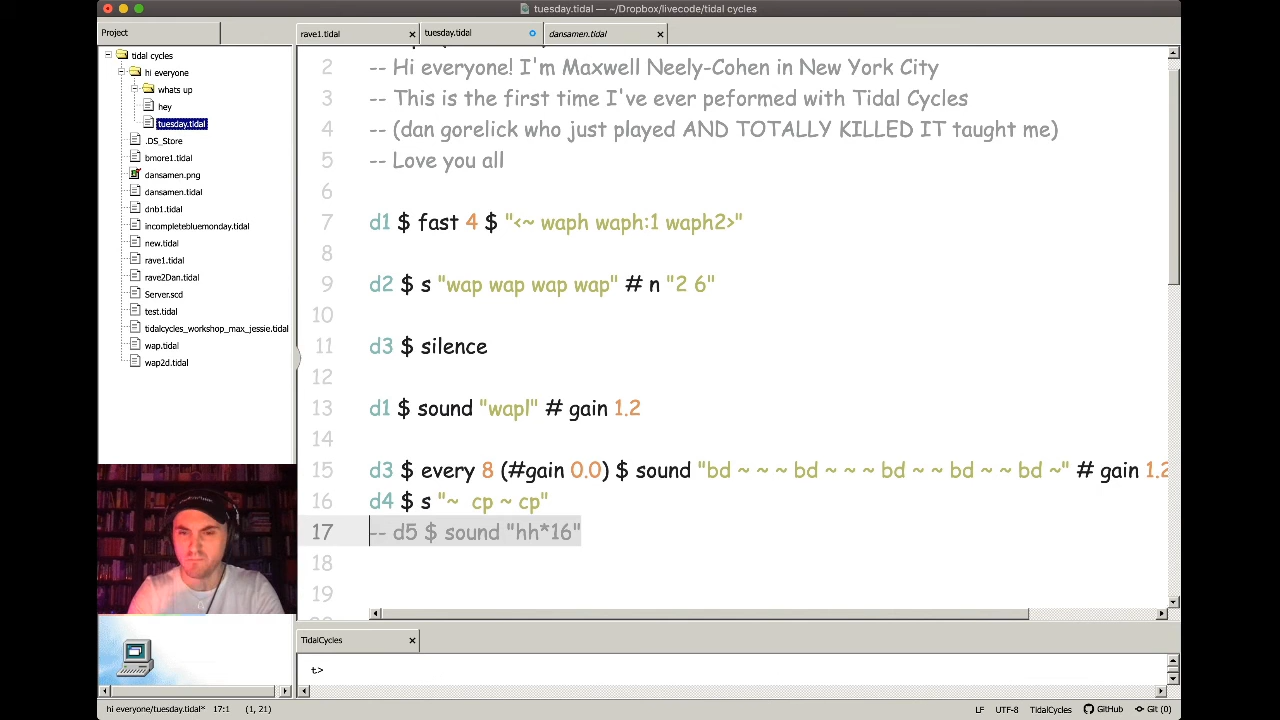 tuesday.tidal — ~/Dropbox/livecode/tidal cycles
Project
rave1.tidal
tuesday.tidal
dansamen.tidal
tidal cycles
hi everyone
whats up
hey
tuesday.tidal
.DS_Store
bmore1.tidal
dansamen.png
dansamen.tidal
dnb1.tidal
incompletebluemonday.tidal
new.tidal
rave1.tidal
rave2Dan.tidal
Server.scd
test.tidal
tidalcycles_workshop_max_jessie.tidal
wap.tidal
wap2d.tidal
2 -- Hi everyone! I'm Maxwell Neely-Cohen in New York City
3 -- This is the first time I've ever peformed with Tidal Cycles
4 -- (dan gorelick who just played AND TOTALLY KILLED IT taught me)
5 -- Love you all
6
7 d1 $ fast 4 $ "<~ waph waph:1 waph2>"
8
9 d2 $ s "wap wap wap wap" # n "2 6"
10
11 d3 $ silence
12
13 d1 $ sound "wapl" # gain 1.2
14
15 d3 $ every 8 (#gain 0.0) $ sound "bd ~ ~ ~ bd ~ ~ ~ bd ~ ~ bd ~ ~ bd ~" # gain 1.2
16 d4 $ s "~  cp ~ cp"
17 -- d5 $ sound "hh*16"
18
19
TidalCycles
t>
hi everyone/tuesday.tidal* 17:1 (1, 21)
LF UTF-8 TidalCycles GitHub Git (0)